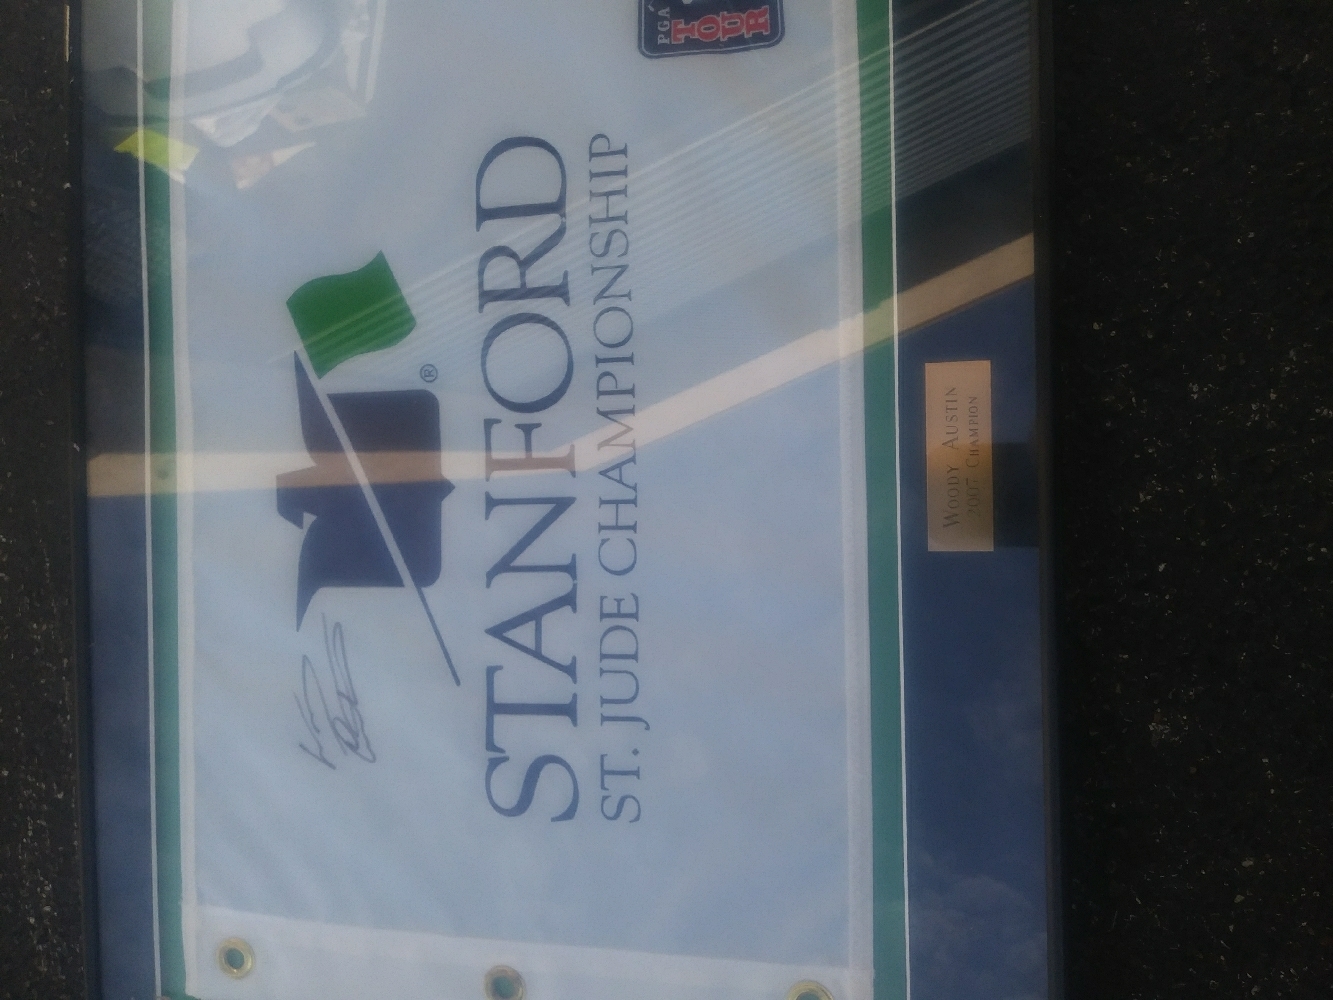 ®
STANFORD
ST. JUDE CHAMPIONSHIP
PGA
TOUR
WOODY AUSTIN
2007 CHAMPION